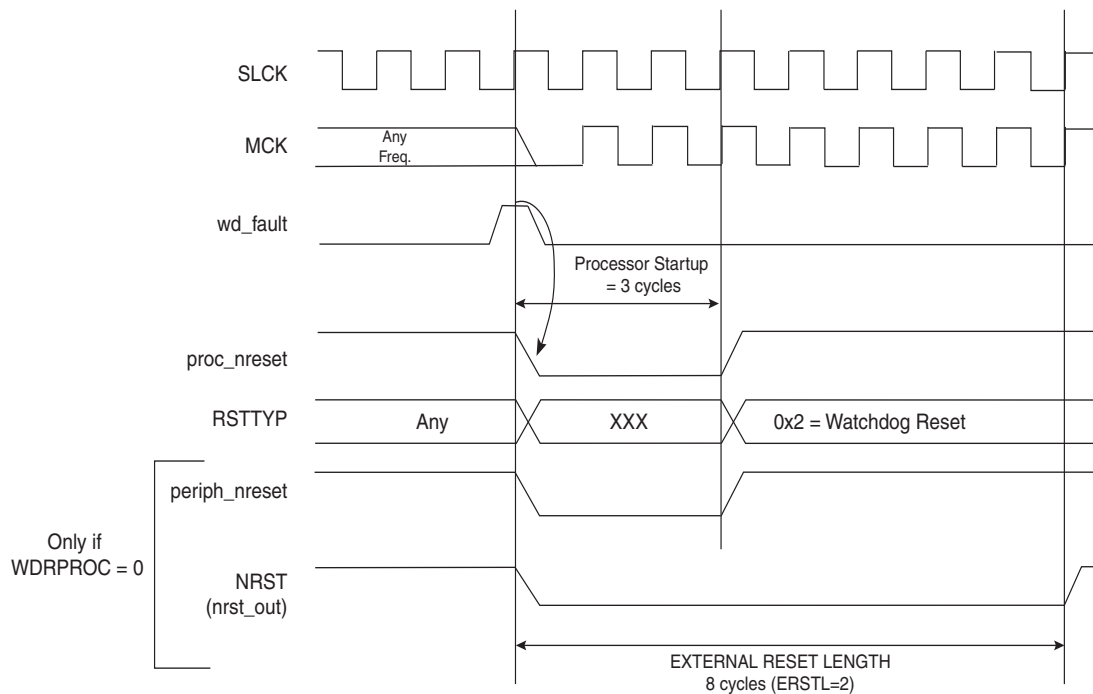 SLCK
MCK
Any
Freq.
wd_fault
Processor Startup
= 3 cycles
proc_nreset
RSTTYP
Any
XXX
0x2 = Watchdog Reset
periph_nreset
Only if
WDRPROC = 0
NRST
(nrst_out)
EXTERNAL RESET LENGTH
8 cycles (ERSTL=2)